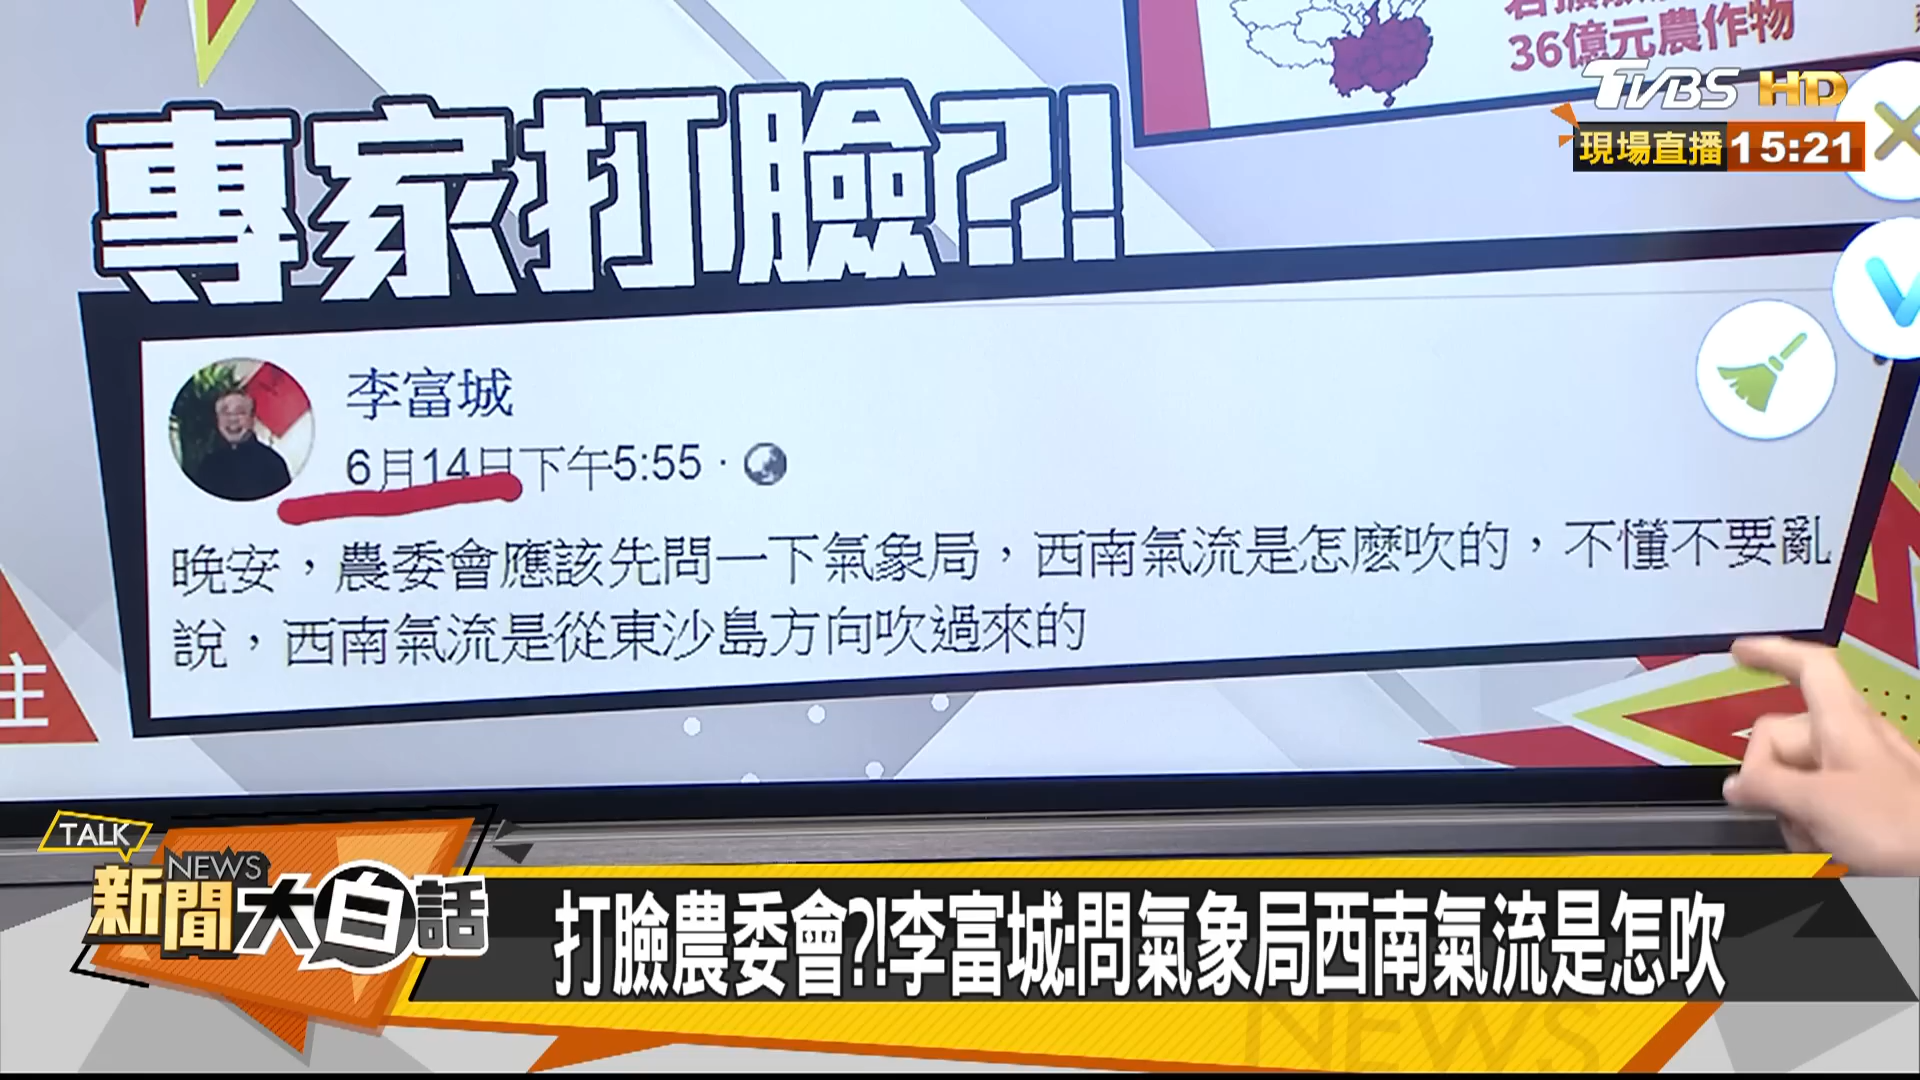 36億元農作物
TVBS HD
現場直播 15:21
專家打臉?!
李富城
6月14日下午5:55 ·
晚安，農委會應該先問一下氣象局，西南氣流是怎麼吹的，不懂不要亂
說，西南氣流是從東沙島方向吹過來的
注
TALK
NEWS
新聞大白話
打臉農委會?!李富城:問氣象局西南氣流是怎吹
NEWS